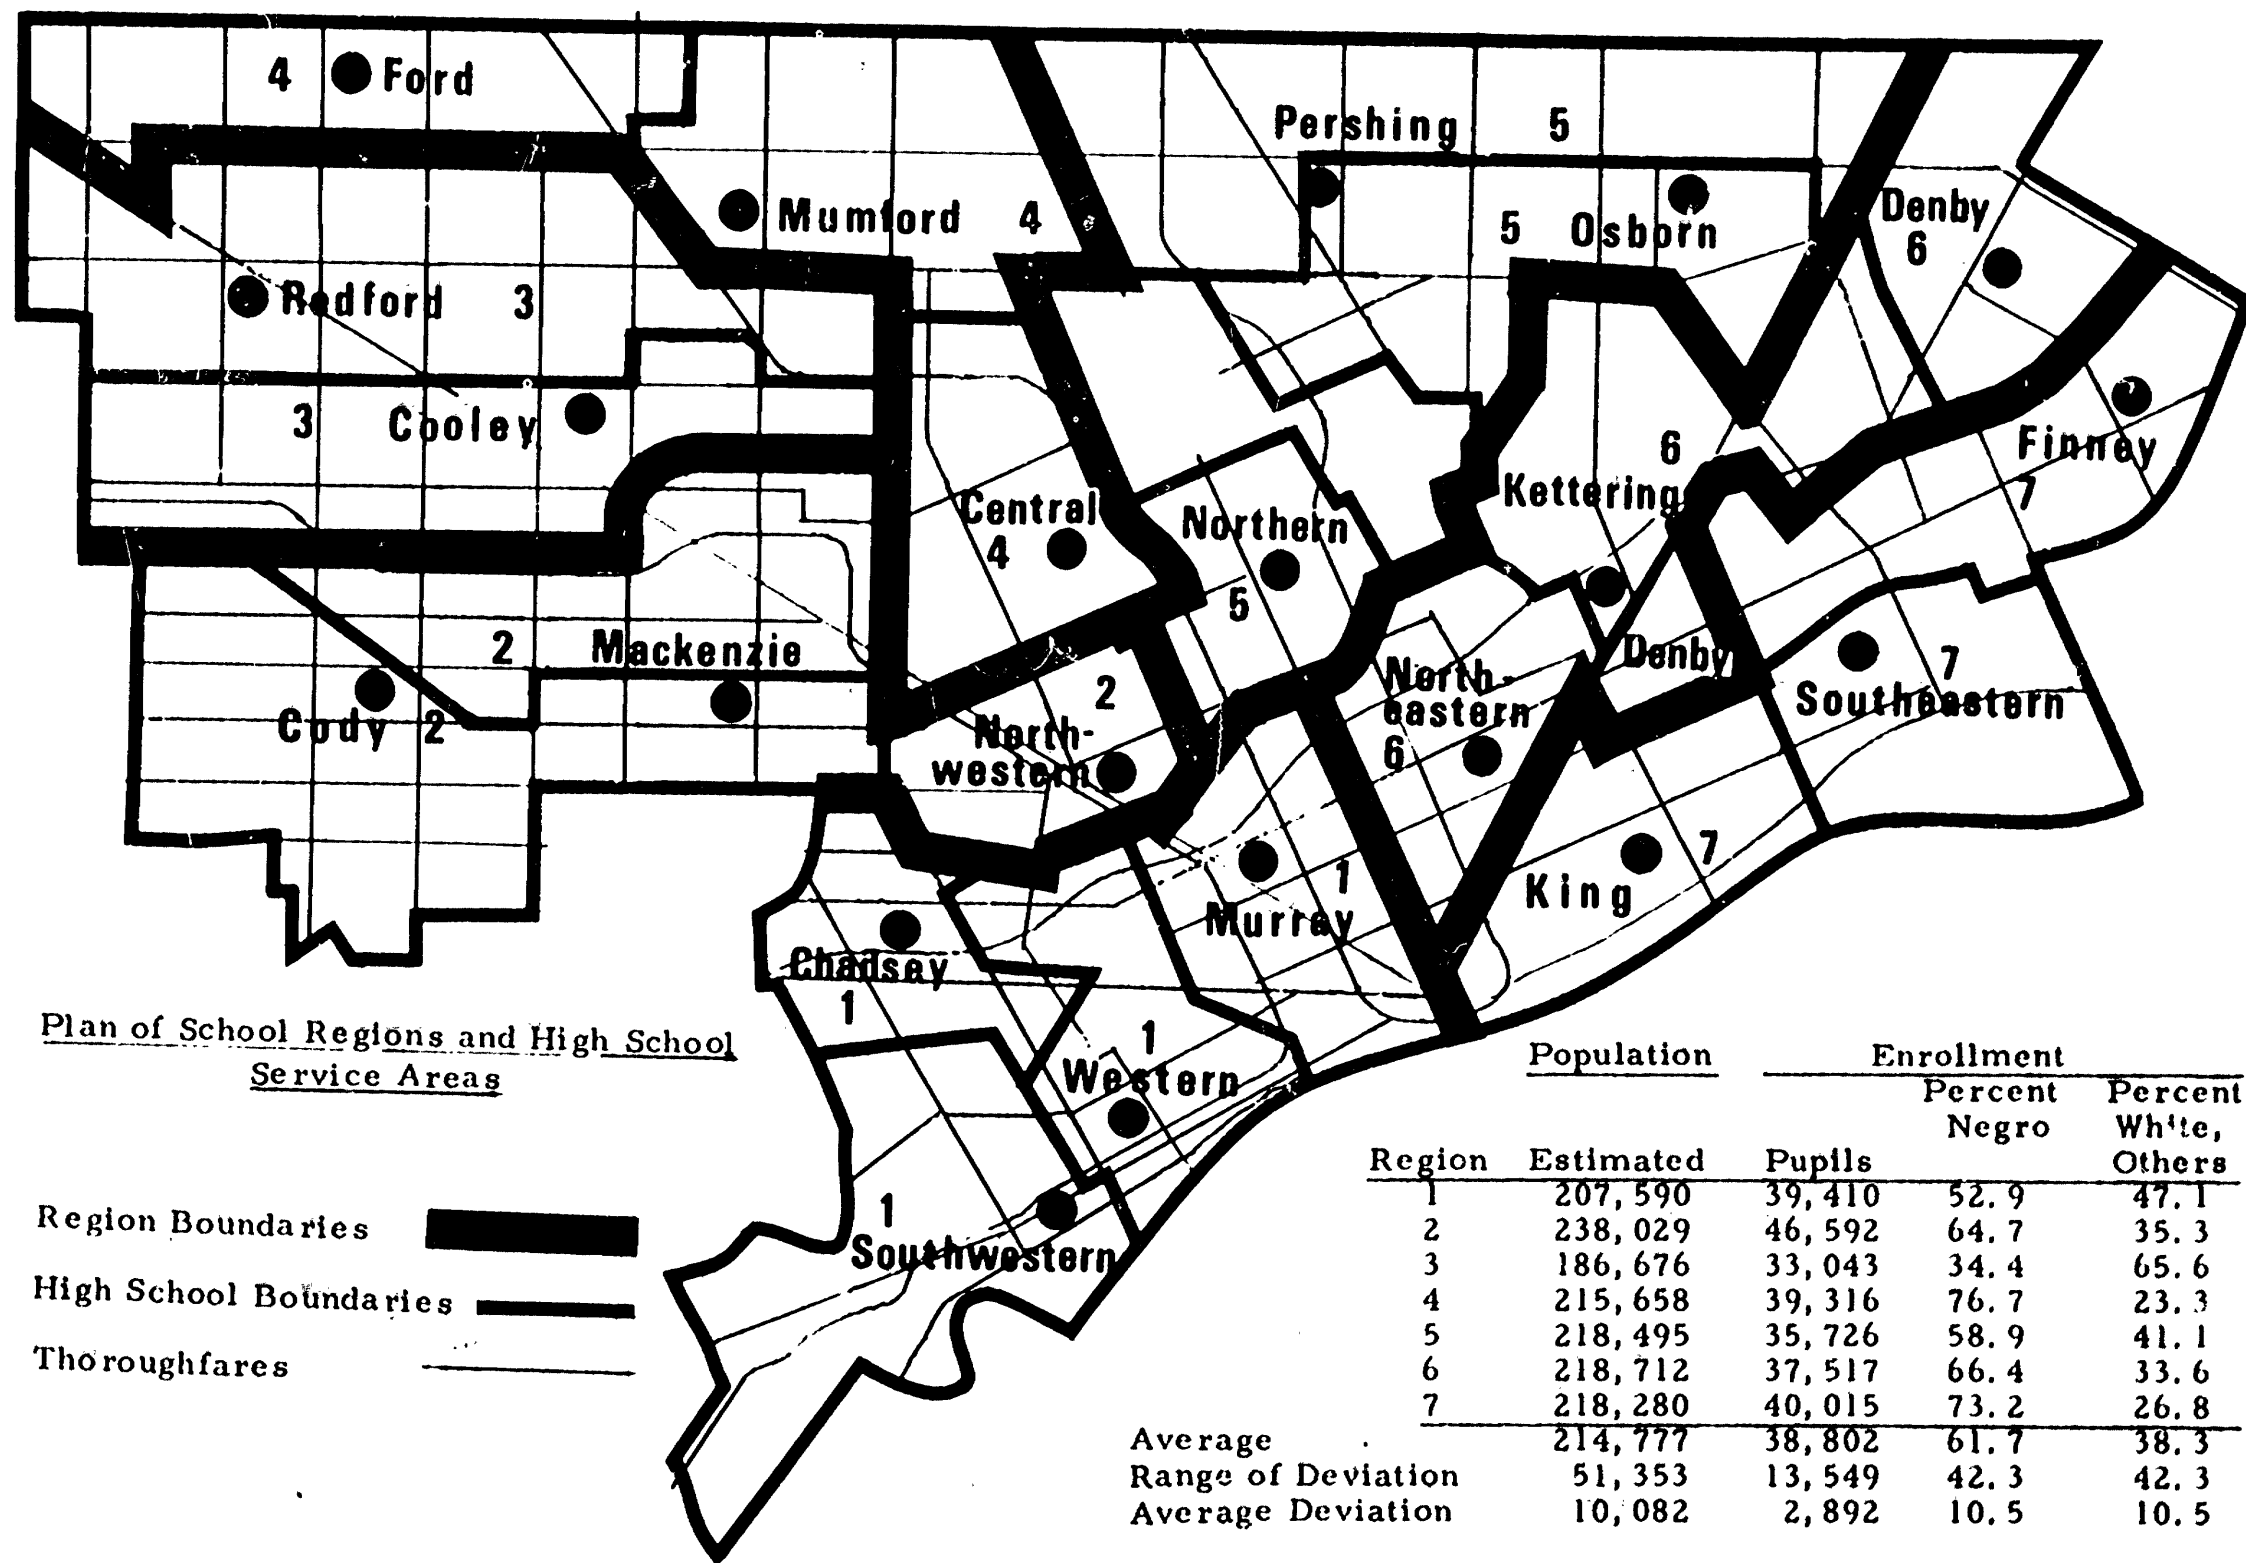 4 Ford
Pershing 5
Mumford 4
5 Osborn
Denby
6
Redford 3
3 Cooley
6
Finney
Kettering
7
Central
4
Northern
5
2 Mackenzie
Denby
North-
eastern
6
7
Southeastern
2
Cody 2
North-
western
7
King
1
Murray
Chadsey
1
1
Western
1
Southwestern
Plan of School Regions and High School
Service Areas
Region Boundaries
High School Boundaries
Thoroughfares
Population Enrollment
Percent Percent
Negro White,
Region Estimated Pupils Others
1 207,590 39,410 52.9 47.1
2 238,029 46,592 64.7 35.3
3 186,676 33,043 34.4 65.6
4 215,658 39,316 76.7 23.3
5 218,495 35,726 58.9 41.1
6 218,712 37,517 66.4 33.6
7 218,280 40,015 73.2 26.8
Average 214,777 38,802 61.7 38.3
Range of Deviation 51,353 13,549 42.3 42.3
Average Deviation 10,082 2,892 10.5 10.5